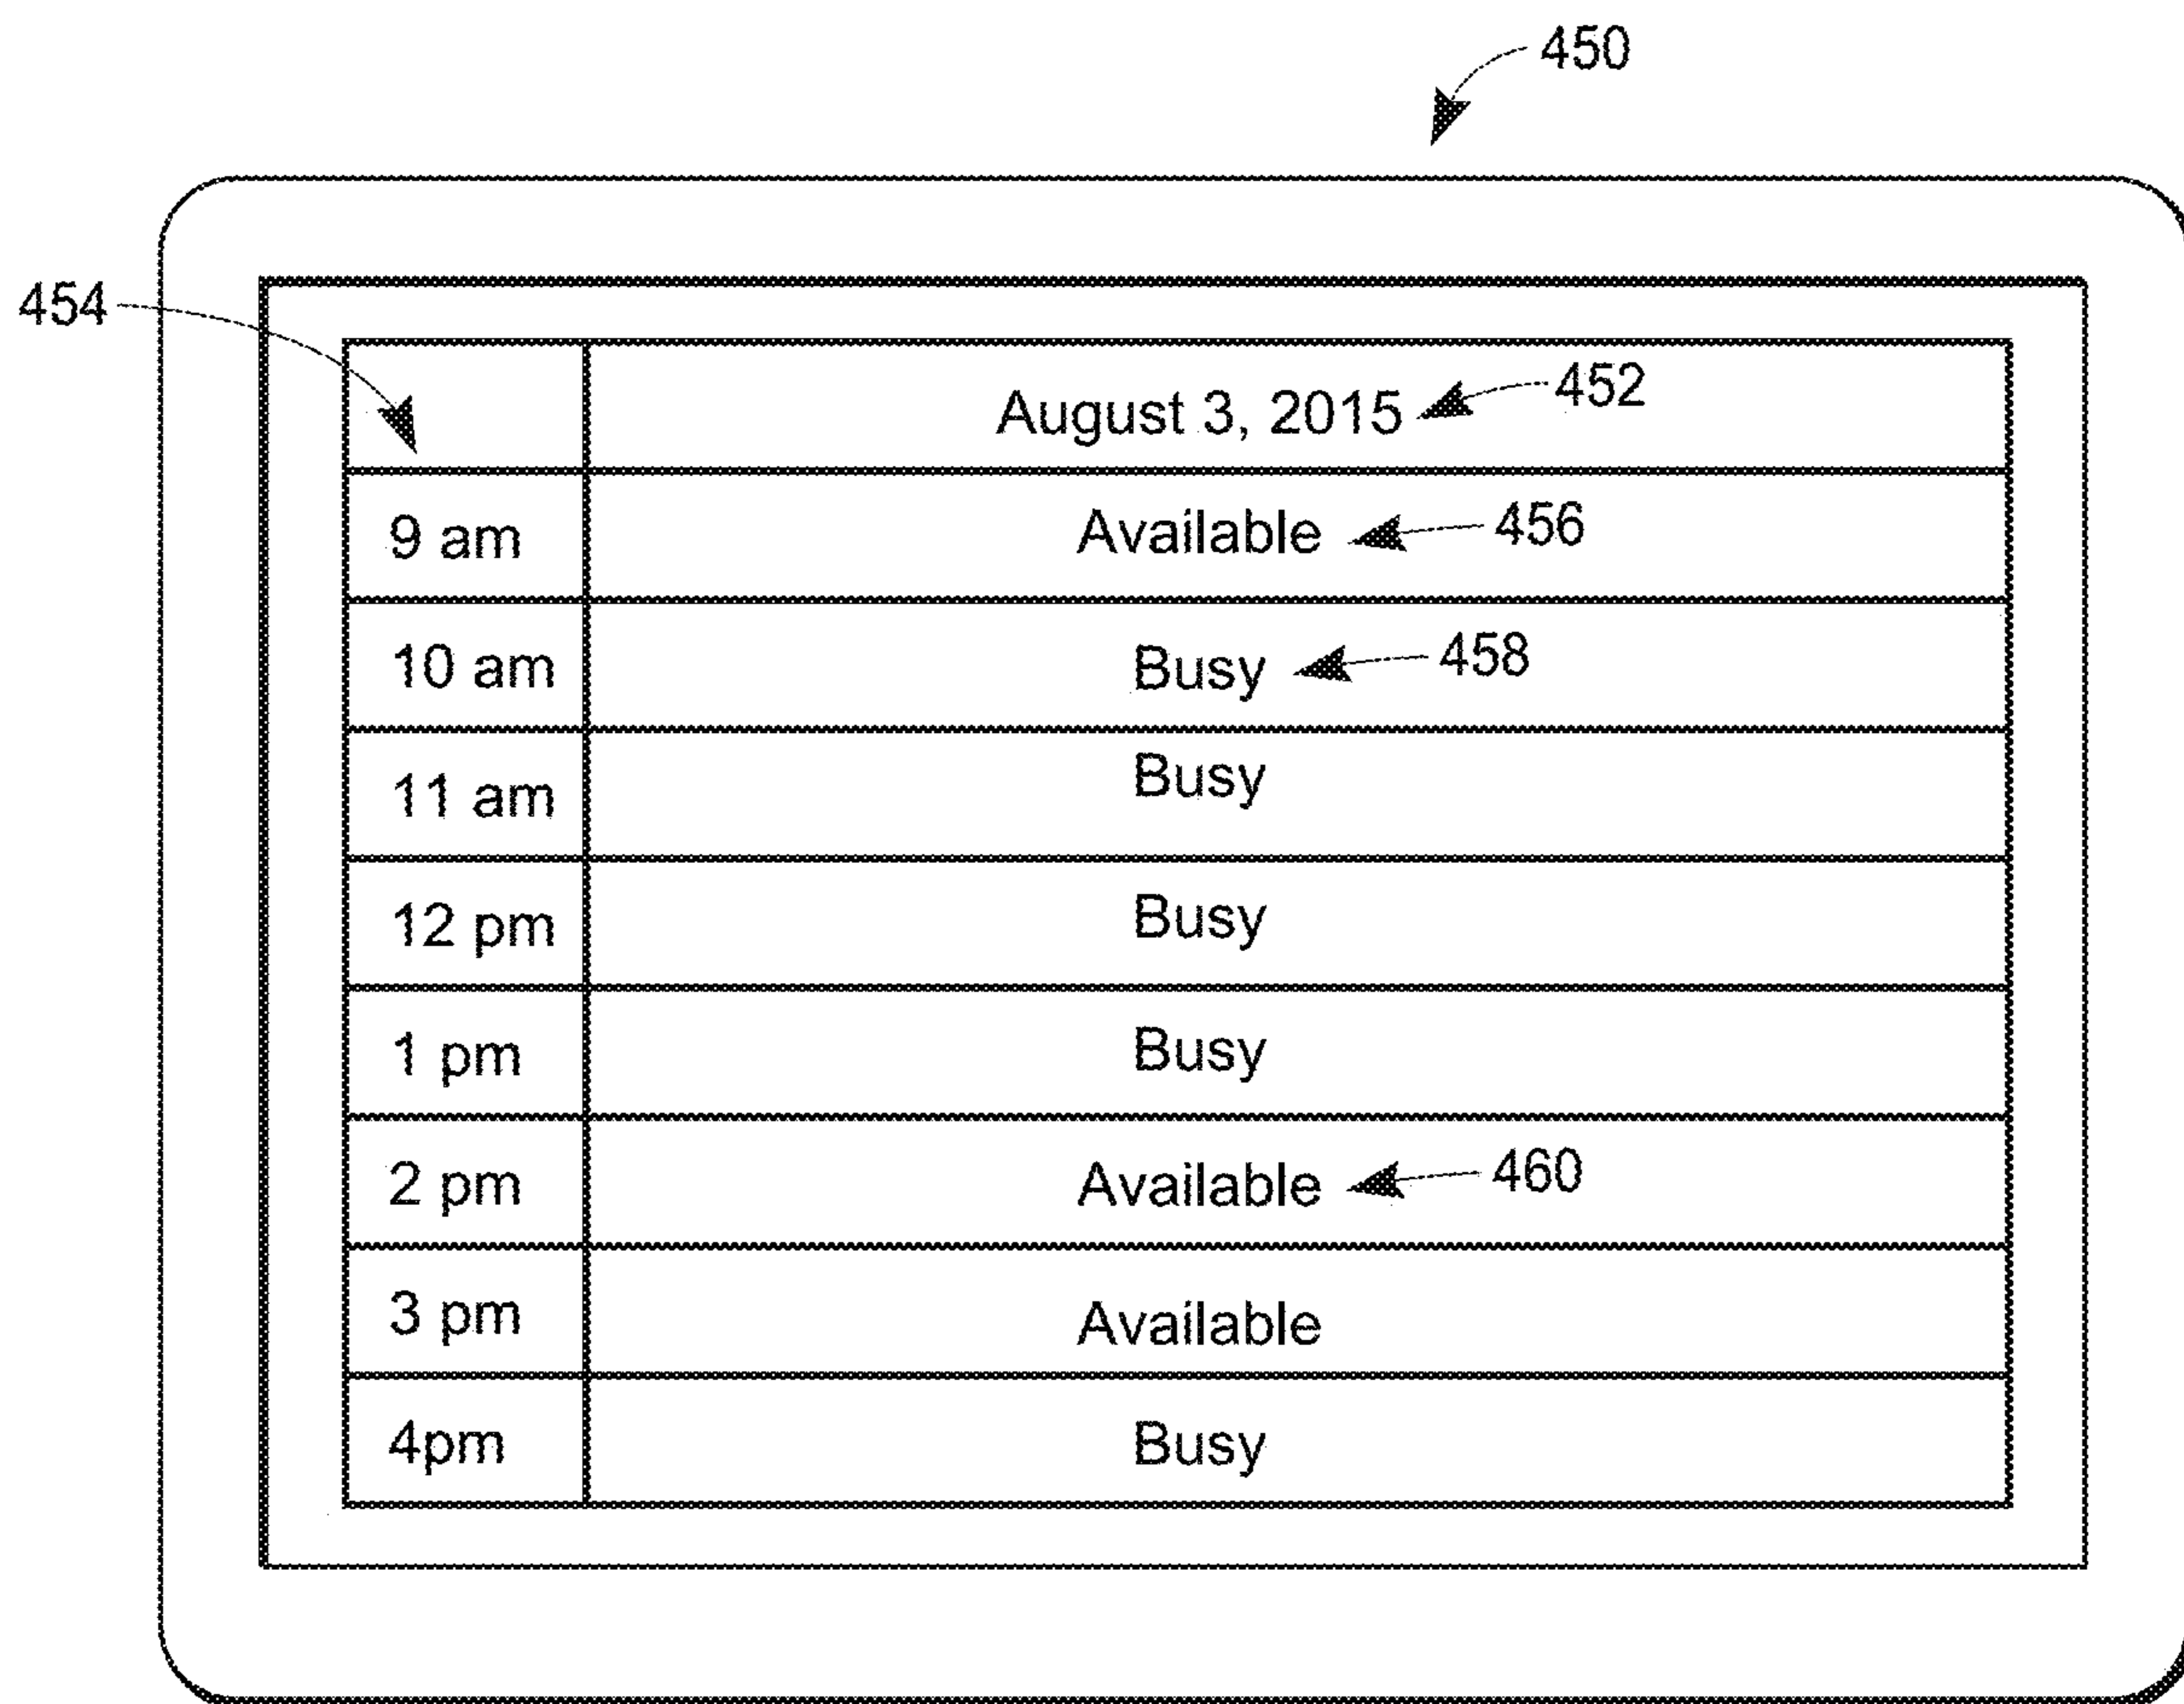 450
454
August 3, 2015 452
9 am Available 456
10 am Busy 458
11 am Busy
12 pm Busy
1 pm Busy
2 pm Available 460
3 pm Available
4pm Busy